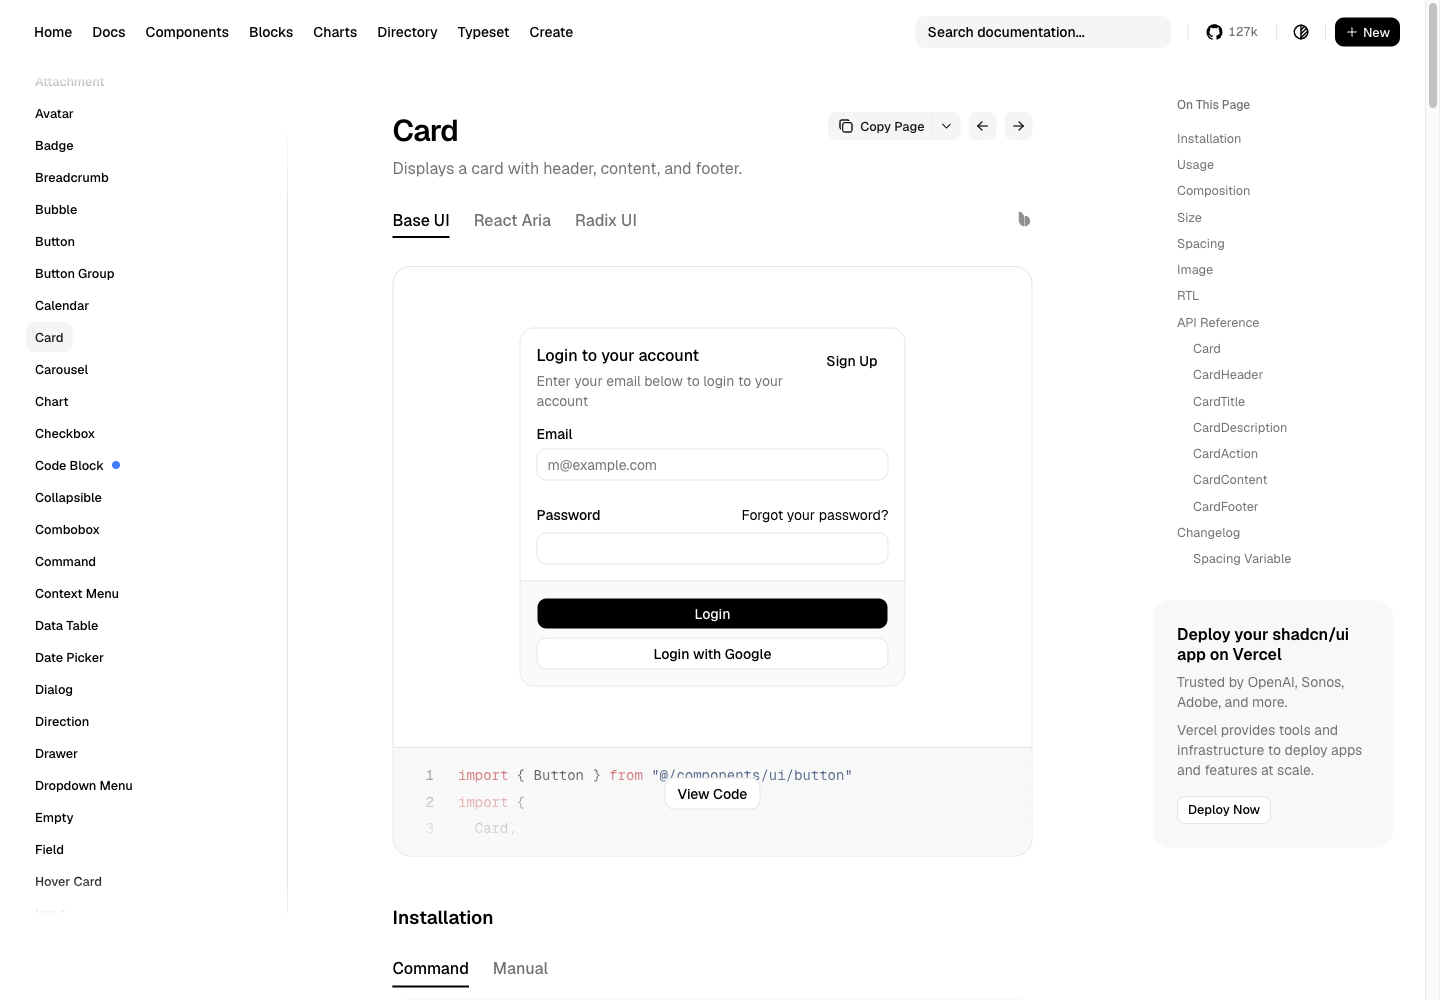 Home Docs Components Blocks Charts Directory Typeset Create
Search documentation...
127k
New
Attachment
Avatar
Badge
Breadcrumb
Bubble
Button
Button Group
Calendar
Card
Carousel
Chart
Checkbox
Code Block
Collapsible
Combobox
Command
Context Menu
Data Table
Date Picker
Dialog
Direction
Drawer
Dropdown Menu
Empty
Field
Hover Card
Card
Copy Page
Displays a card with header, content, and footer.
Base UI React Aria Radix UI
Login to your account
Sign Up
Enter your email below to login to your
account
Email
m@example.com
Password
Forgot your password?
Login
Login with Google
1 import { Button } from "@/components/ui/button"
2 import {
3 Card,
View Code
Installation
Command Manual
On This Page
Installation
Usage
Composition
Size
Spacing
Image
RTL
API Reference
Card
CardHeader
CardTitle
CardDescription
CardAction
CardContent
CardFooter
Changelog
Spacing Variable
Deploy your shadcn/ui
app on Vercel
Trusted by OpenAI, Sonos,
Adobe, and more.
Vercel provides tools and
infrastructure to deploy apps
and features at scale.
Deploy Now